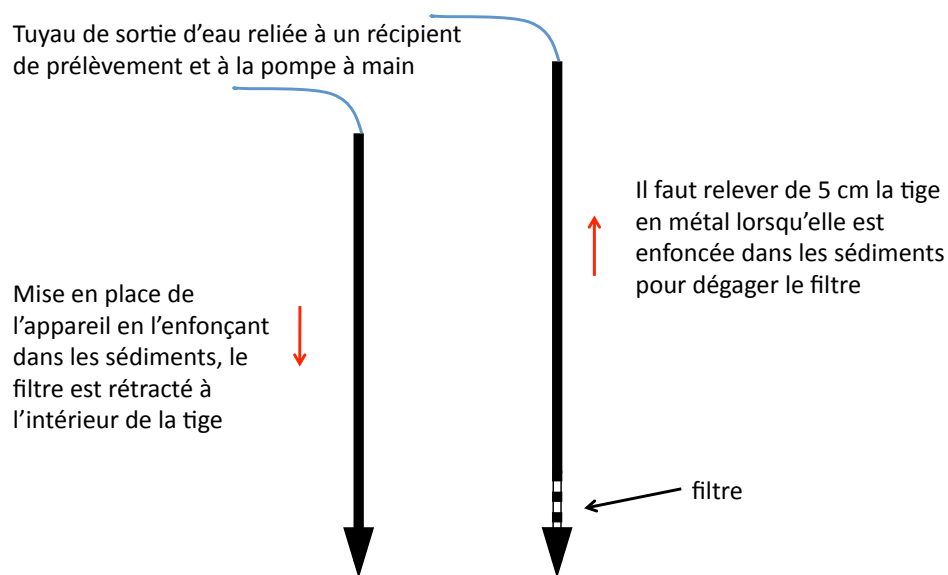 Tuyau de sortie d’eau reliée à un récipient
de prélèvement et à la pompe à main
Il faut relever de 5 cm la tige
en métal lorsqu’elle est
enfoncée dans les sédiments
pour dégager le filtre
Mise en place de
l’appareil en l’enfonçant
dans les sédiments, le
filtre est rétracté à
l’intérieur de la tige
filtre